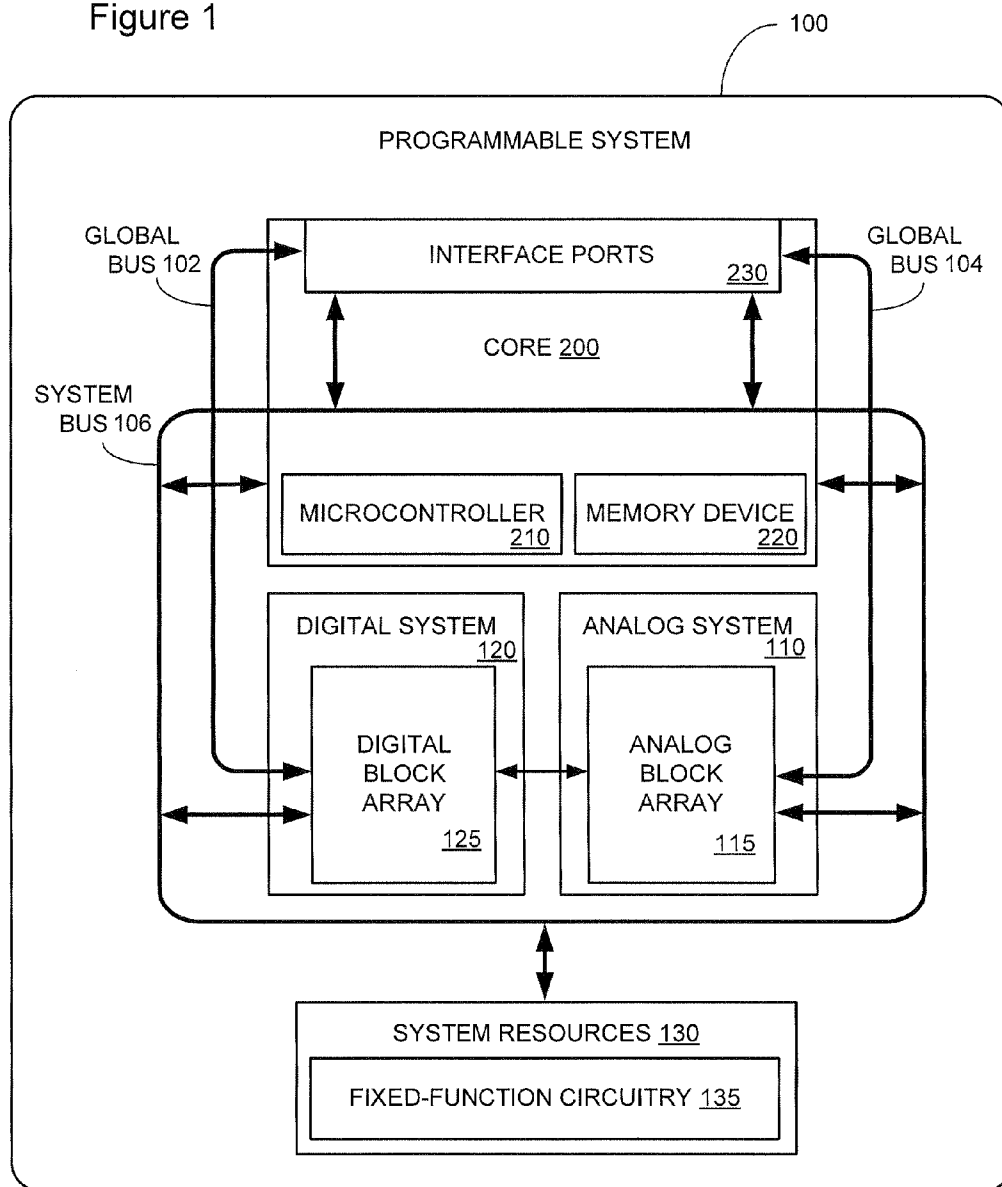 Figure 1
100
PROGRAMMABLE SYSTEM
GLOBAL
BUS 102
INTERFACE PORTS
230
GLOBAL
BUS 104
CORE 200
SYSTEM
BUS 106
MICROCONTROLLER
210
MEMORY DEVICE
220
DIGITAL SYSTEM
120
ANALOG SYSTEM
110
DIGITAL
BLOCK
ARRAY
125
ANALOG
BLOCK
ARRAY
115
SYSTEM RESOURCES 130
FIXED-FUNCTION CIRCUITRY 135